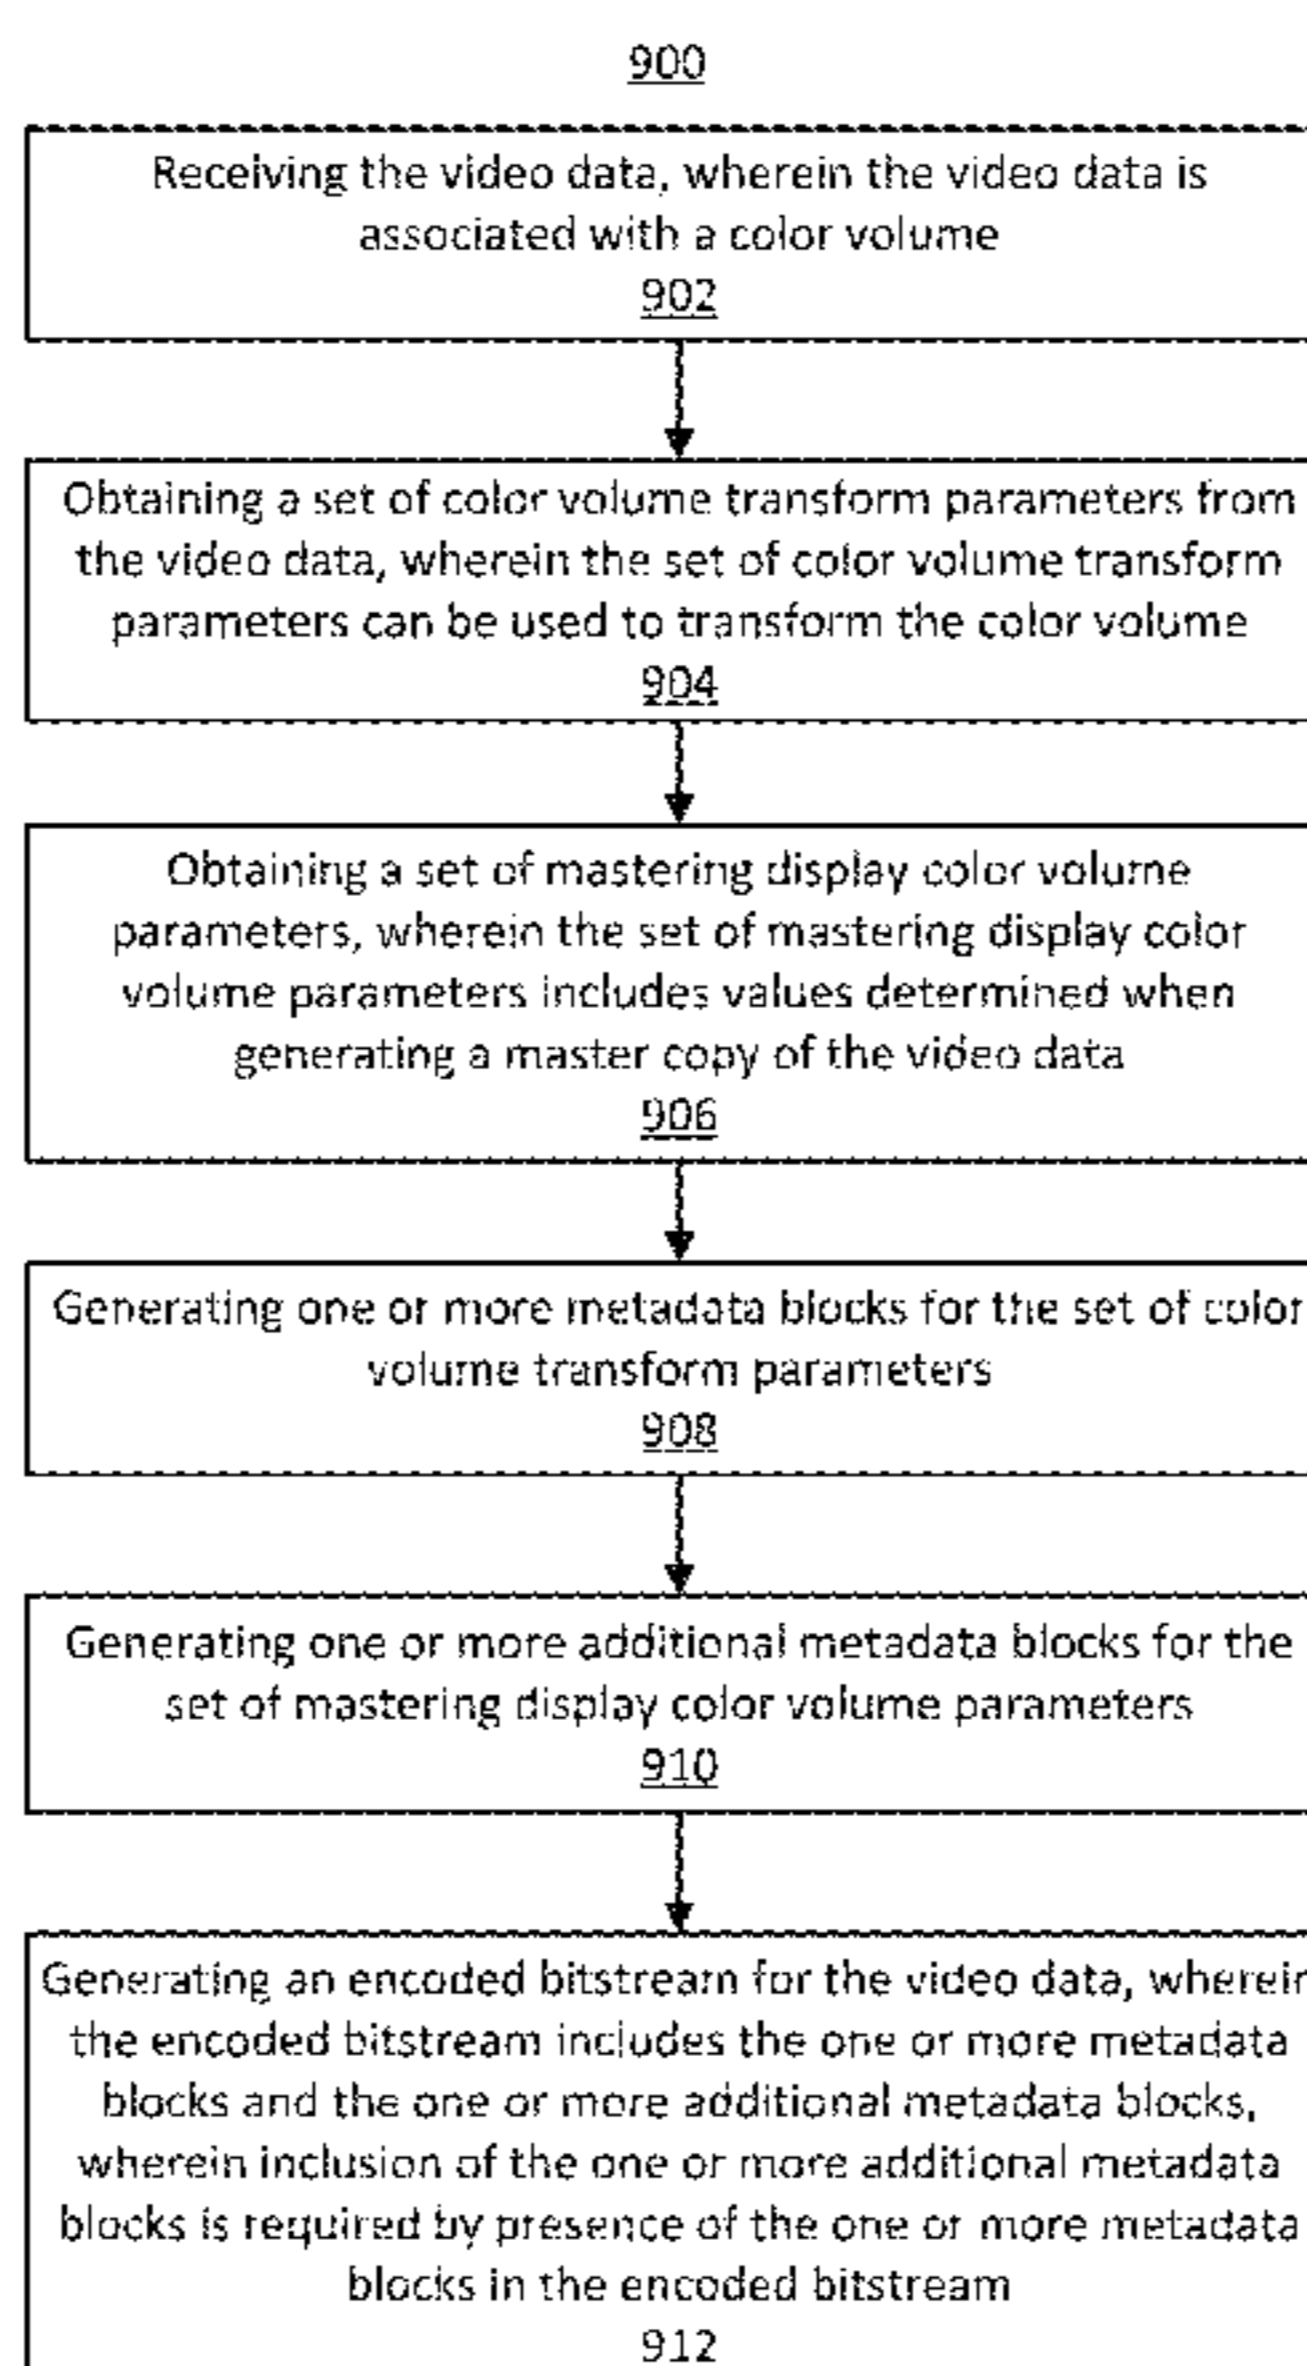 900
Receiving the video data, wherein the video data is
associated with a color volume
902
Obtaining a set of color volume transform parameters from
the video data, wherein the set of color volume transform
parameters can be used to transform the color volume
904
Obtaining a set of mastering display color volume
parameters, wherein the set of mastering display color
volume parameters includes values determined when
generating a master copy of the video data
906
Generating one or more metadata blocks for the set of color
volume transform parameters
908
Generating one or more additional metadata blocks for the
set of mastering display color volume parameters
910
Generating an encoded bitstream for the video data, wherein
the encoded bitstream includes the one or more metadata
blocks and the one or more additional metadata blocks,
wherein inclusion of the one or more additional metadata
blocks is required by presence of the one or more metadata
blocks in the encoded bitstream
912